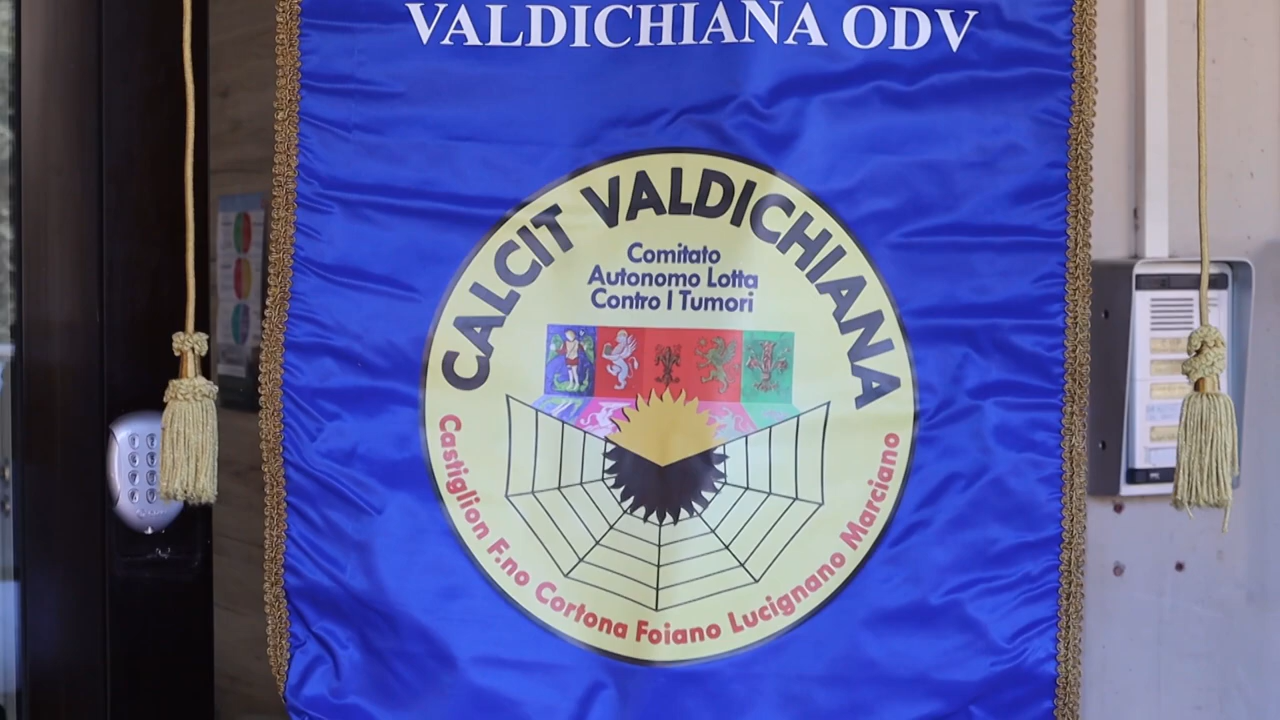 VALDICHIANA ODV
CALCIT VALDICHIANA
Comitato
Autonomo Lotta
Contro I Tumori
Castiglion F.no Cortona Foiano Lucignano Marciano